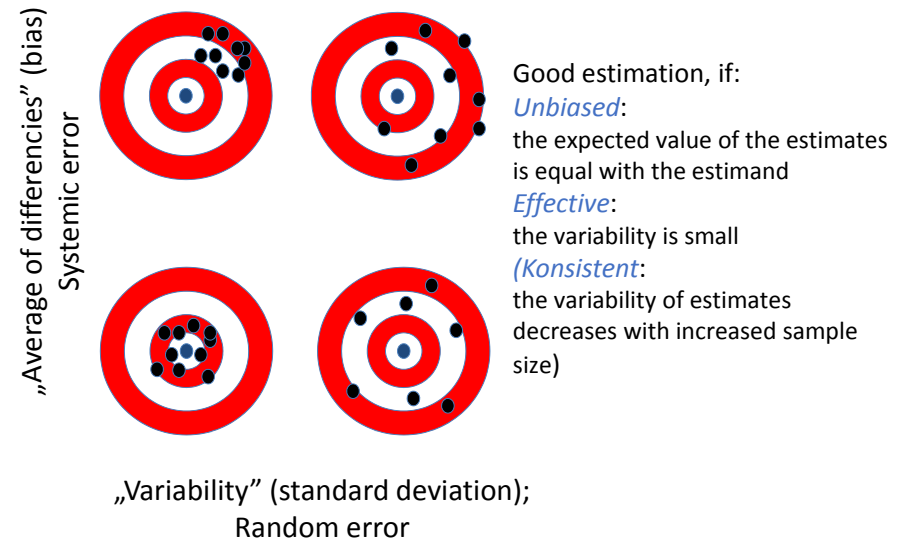 „Average of differencies” (bias)
Systemic error
Good estimation, if:
Unbiased:
the expected value of the estimates
is equal with the estimand
Effective:
the variability is small
(Konsistent:
the variability of estimates
decreases with increased sample
size)
„Variability” (standard deviation);
Random error